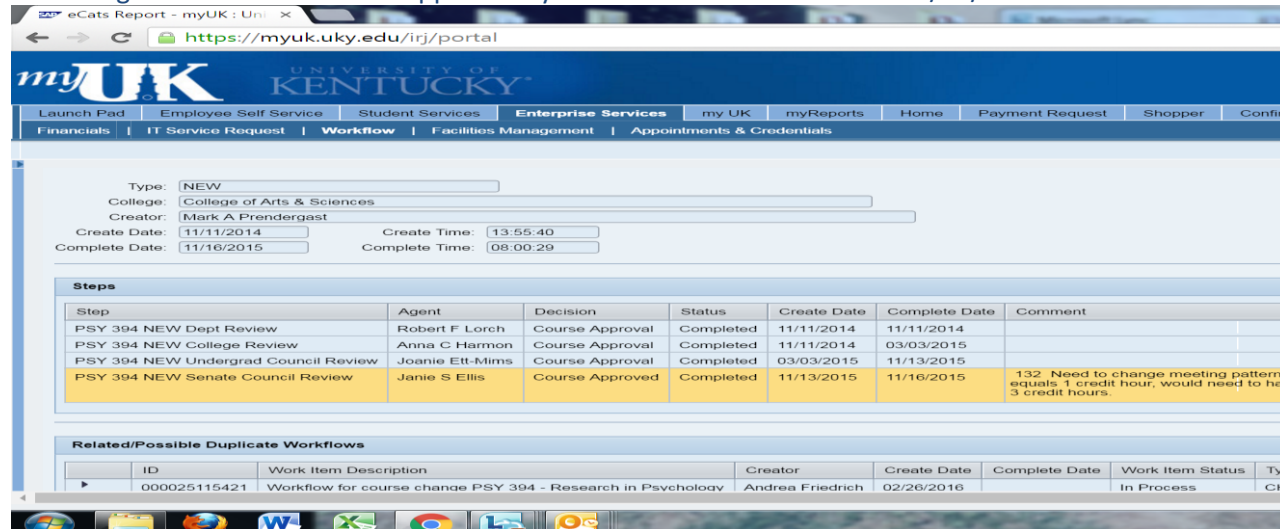 eCats Report - myUK : Uni
https://myuk.uky.edu/irj/portal
myUK UNIVERSITY OF KENTUCKY
Launch Pad Employee Self Service Student Services Enterprise Services my UK myReports Home Payment Request Shopper
Financials | IT Service Request | Workflow | Facilities Management | Appointments & Credentials
Type: NEW
College: College of Arts & Sciences
Creator: Mark A Prendergast
Create Date: 11/11/2014 Create Time: 13:55:40
Complete Date: 11/16/2015 Complete Time: 08:00:29
Steps
Step Agent Decision Status Create Date Complete Date Comment
PSY 394 NEW Dept Review Robert F Lorch Course Approval Completed 11/11/2014 11/11/2014
PSY 394 NEW College Review Anna C Harmon Course Approval Completed 11/11/2014 03/03/2015
PSY 394 NEW Undergrad Council Review Joanie Ett-Mims Course Approval Completed 03/03/2015 11/13/2015
PSY 394 NEW Senate Council Review Janie S Ellis Course Approved Completed 11/13/2015 11/16/2015 132 Need to change meeting pattern
equals 1 credit hour, would need to ha
3 credit hours.
Related/Possible Duplicate Workflows
ID Work Item Description Creator Create Date Complete Date Work Item Status Ty
000025115421 Workflow for course change PSY 394 - Research in Psychology Andrea Friedrich 02/26/2016 In Process